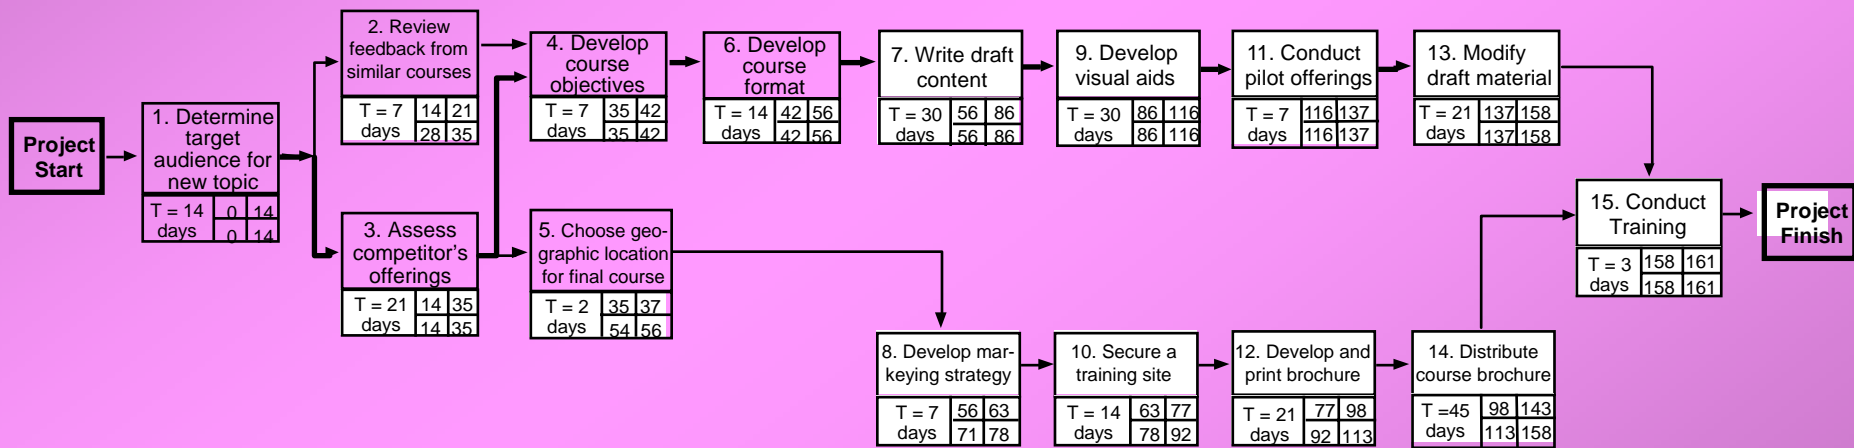 Project
Start
1. Determine
target
audience for
new topic
T = 14
days
0 14
0 14
2. Review
feedback from
similar courses
T = 7
days
14 21
28 35
3. Assess
competitor's
offerings
T = 21
days
14 35
14 35
4. Develop
course
objectives
T = 7
days
35 42
35 42
5. Choose geo-
graphic location
for final course
T = 2
days
35 37
54 56
6. Develop
course
format
T = 14
days
42 56
42 56
7. Write draft
content
T = 30
days
56 86
56 86
8. Develop mar-
keying strategy
T = 7
days
56 63
71 78
9. Develop
visual aids
T = 30
days
86 116
86 116
10. Secure a
training site
T = 14
days
63 77
78 92
11. Conduct
pilot offerings
T = 7
days
116 137
116 137
12. Develop and
print brochure
T = 21
days
77 98
92 113
13. Modify
draft material
T = 21
days
137 158
137 158
14. Distribute
course brochure
T =45
days
98 143
113 158
15. Conduct
Training
T = 3
days
158 161
158 161
Project
Finish